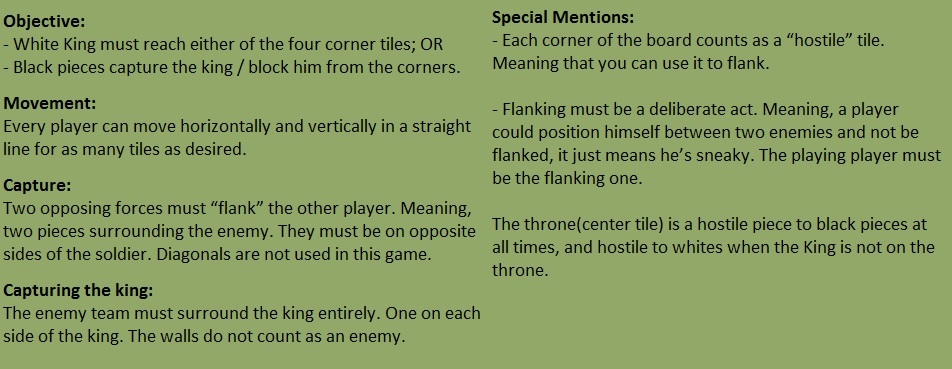 Objective:
- White King must reach either of the four corner tiles; OR
- Black pieces capture the king / block him from the corners.
Movement:
Every player can move horizontally and vertically in a straight
line for as many tiles as desired.
Capture:
Two opposing forces must “flank” the other player. Meaning,
two pieces surrounding the enemy. They must be on opposite
sides of the soldier. Diagonals are not used in this game.
Capturing the king:
The enemy team must surround the king entirely. One on each
side of the king. The walls do not count as an enemy.
Special Mentions:
- Each corner of the board counts as a “hostile” tile.
Meaning that you can use it to flank.
- Flanking must be a deliberate act. Meaning, a player
could position himself between two enemies and not be
flanked, it just means he’s sneaky. The playing player must
be the flanking one.
The throne(center tile) is a hostile piece to black pieces at
all times, and hostile to whites when the King is not on the
throne.